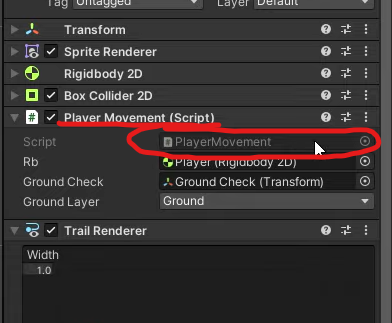 Tag Untagged Layer Default
Transform
Sprite Renderer
Rigidbody 2D
Box Collider 2D
# Player Movement (Script)
Script PlayerMovement
Rb Player (Rigidbody 2D)
Ground Check Ground Check (Transform)
Ground Layer Ground
Trail Renderer
Width
1.0